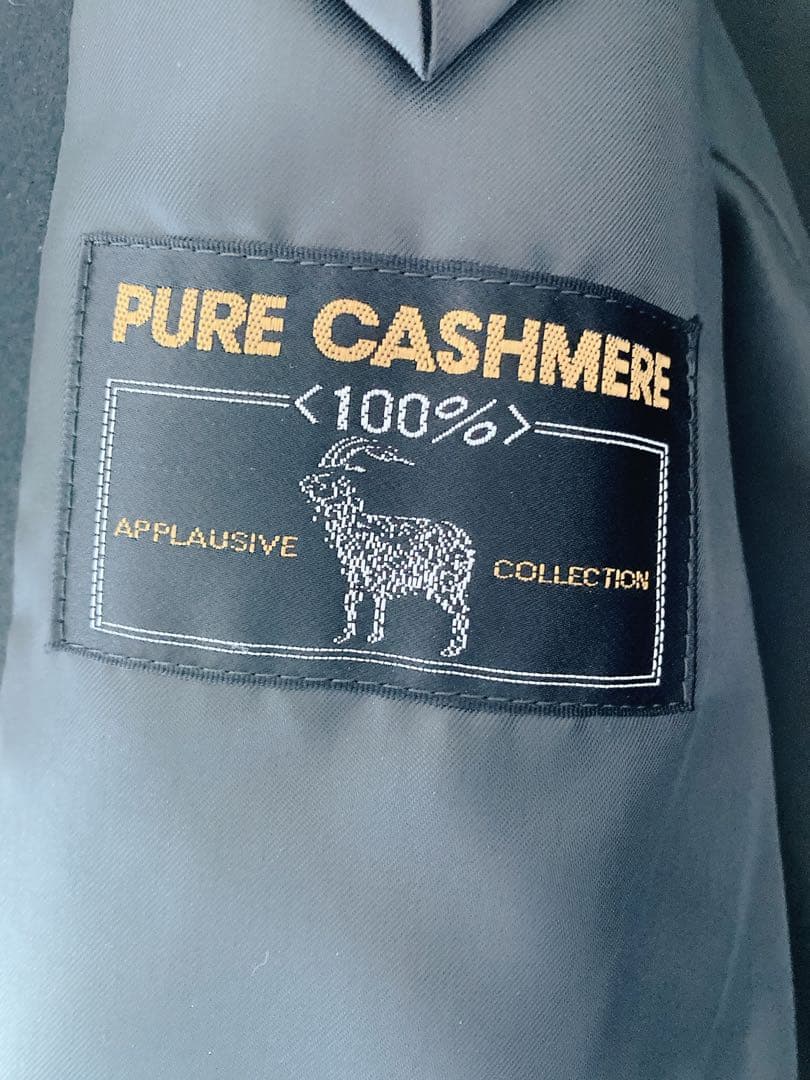 PURE CASHMERE
<100%>
APPLAUSIVE COLLECTION